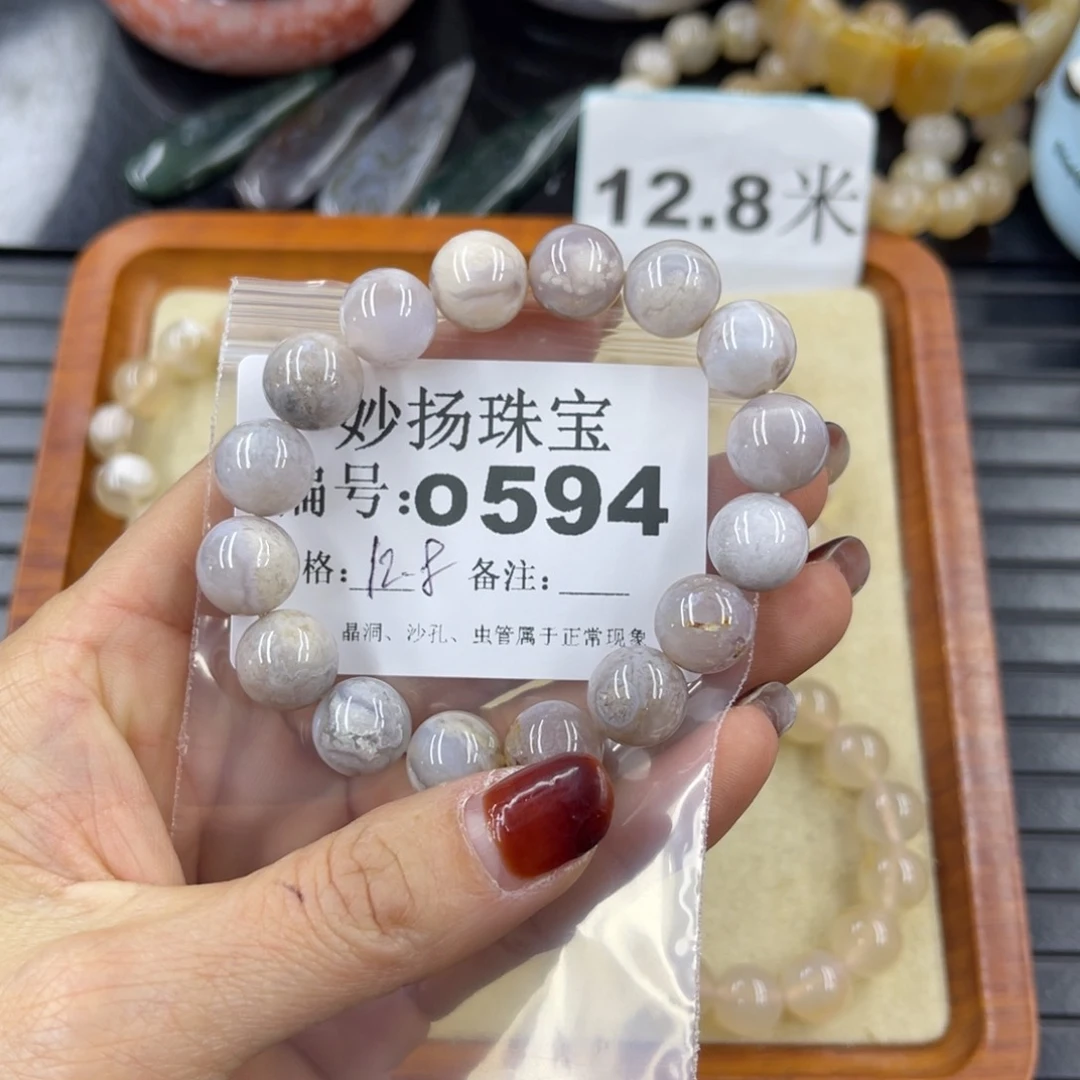 12.8米
妙扬珠宝
编号:0594
格:12-8 备注:____
晶洞、沙孔、虫管属于正常现象